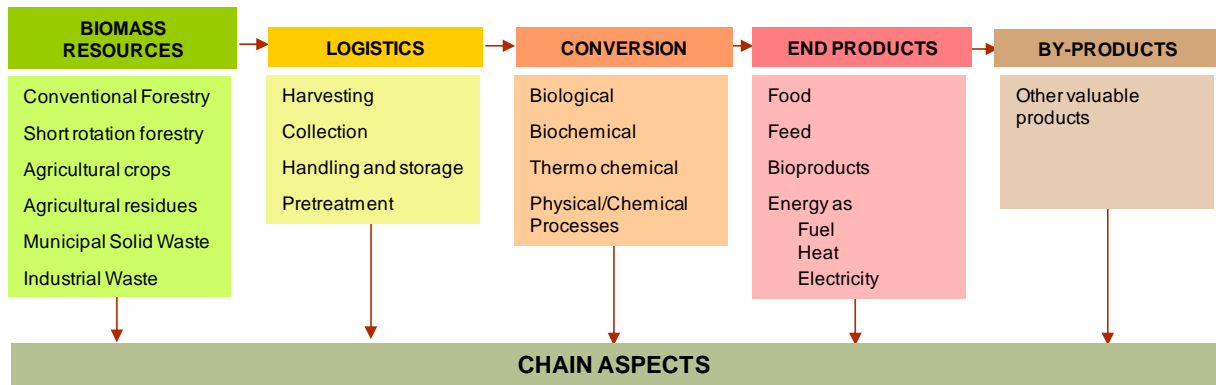 BIOMASS
RESOURCES
LOGISTICS
CONVERSION
END PRODUCTS
BY-PRODUCTS
Conventional Forestry
Short rotation forestry
Agricultural crops
Agricultural residues
Municipal Solid Waste
Industrial Waste
Harvesting
Collection
Handling and storage
Pretreatment
Biological
Biochemical
Thermo chemical
Physical/Chemical
Processes
Food
Feed
Bioproducts
Energy as
Fuel
Heat
Electricity
Other valuable
products
CHAIN ASPECTS